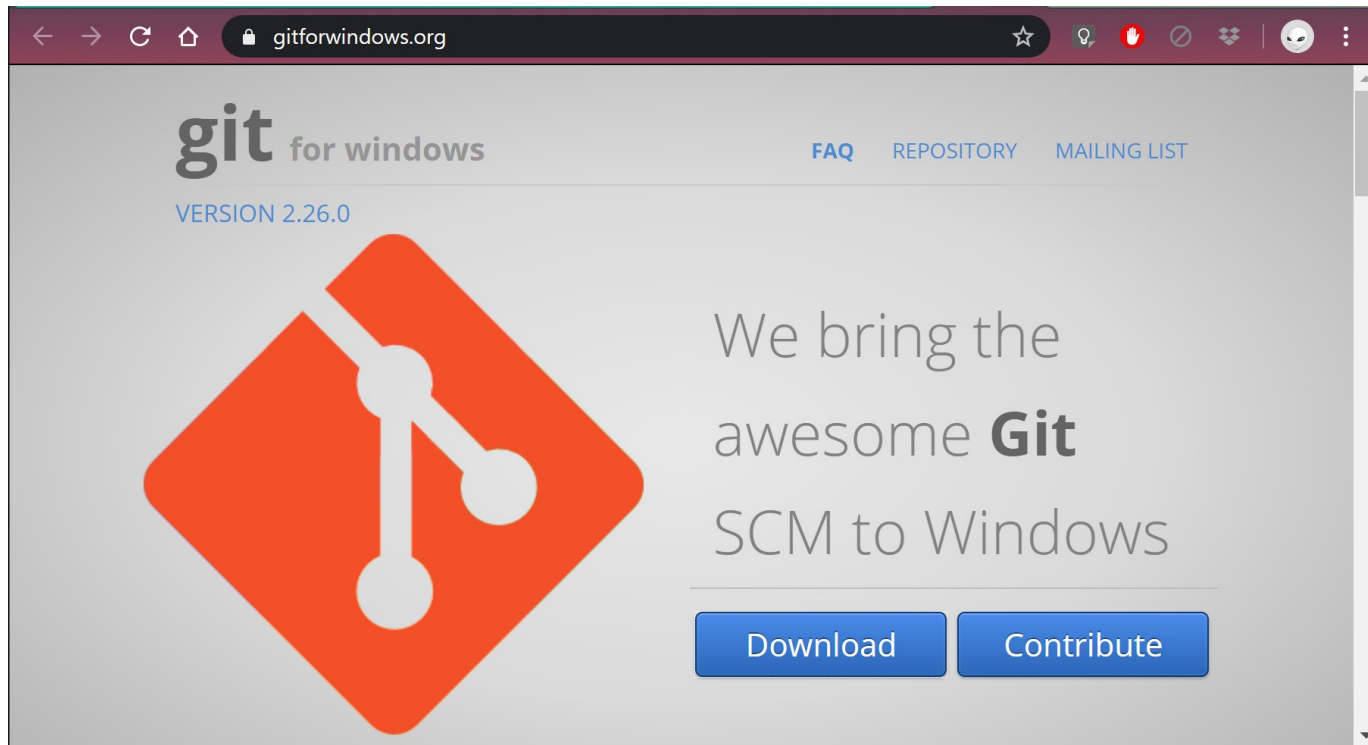 gitforwindows.org
git for windows
FAQ REPOSITORY MAILING LIST
VERSION 2.26.0
We bring the
awesome Git
SCM to Windows
Download Contribute